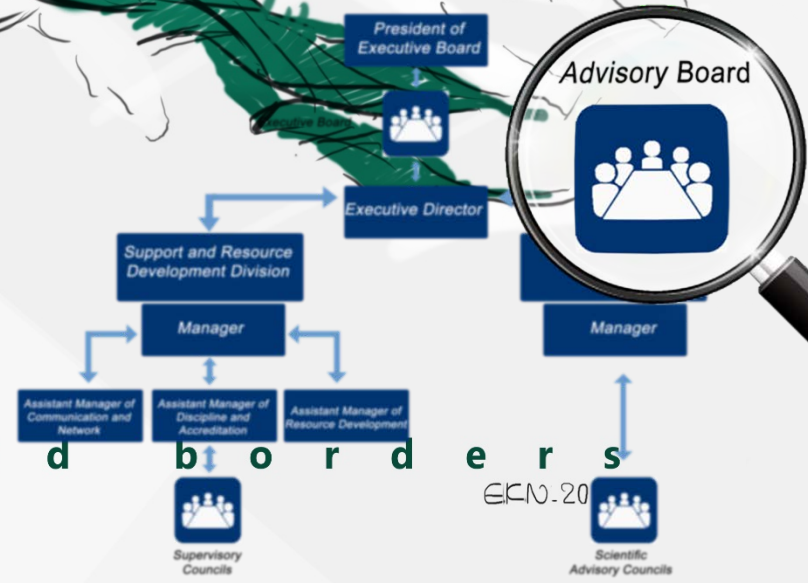 President of
Executive Board
Advisory Board
Executive Board
Executive Director
Support and Resource
Development Division
Manager
Manager
Assistant Manager of
Communication and
Network
Assistant Manager of
Discipline and
Accreditation
Assistant Manager of
Resource Development
d borders
EKN-20
Supervisory
Councils
Scientific
Advisory Councils